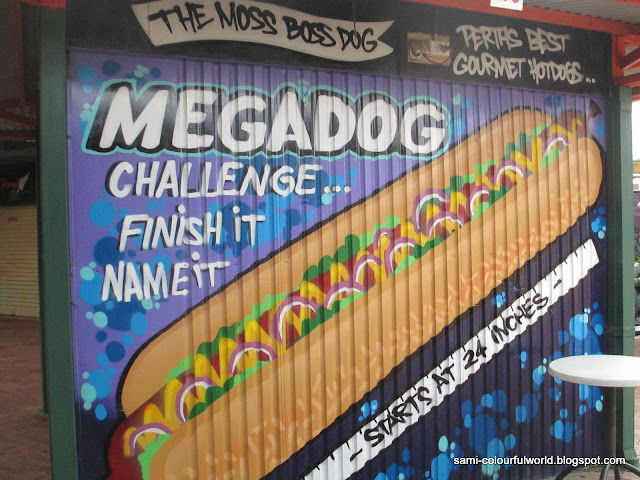 THE MOSS BOSS DOG
PERTHS BEST
GOURMET HOTDOGS...
MEGADOG
CHALLENGE...
FINISH IT
NAME IT
- STARTS AT 24 INCHES -
sami-colourfulworld.blogspot.com